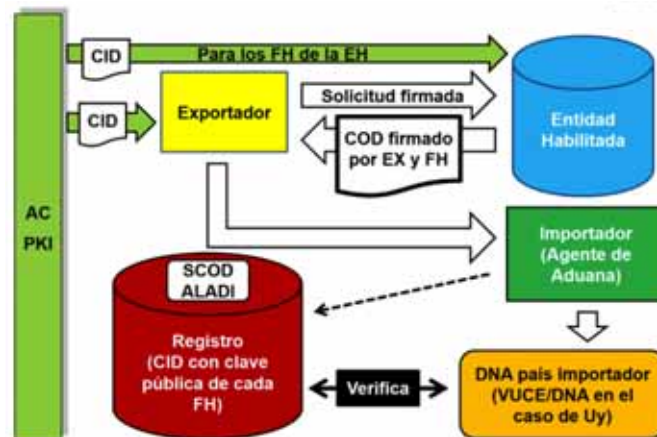 CID
Para los FH de la EH
CID
Exportador
Solicitud firmada
COD firmado
por EX y FH
Entidad
Habilitada
AC
PKI
Importador
(Agente de
Aduana)
SCOD
ALADI
Registro
(CID con clave
pública de cada
FH)
Verifica
DNA país Importador
(VUCE/DNA en el
caso de Uy)